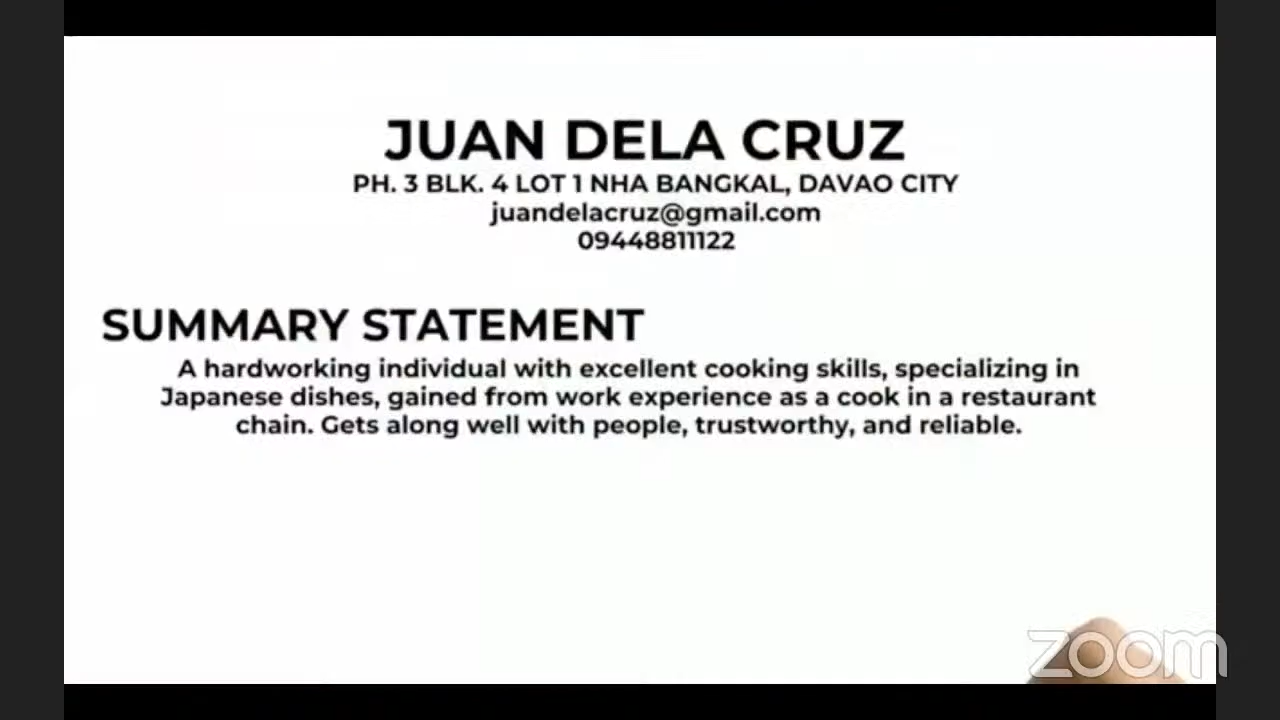 JUAN DELA CRUZ
PH. 3 BLK. 4 LOT 1 NHA BANGKAL, DAVAO CITY
juandelacruz@gmail.com
09448811122
SUMMARY STATEMENT
A hardworking individual with excellent cooking skills, specializing in
Japanese dishes, gained from work experience as a cook in a restaurant
chain. Gets along well with people, trustworthy, and reliable.
zoom